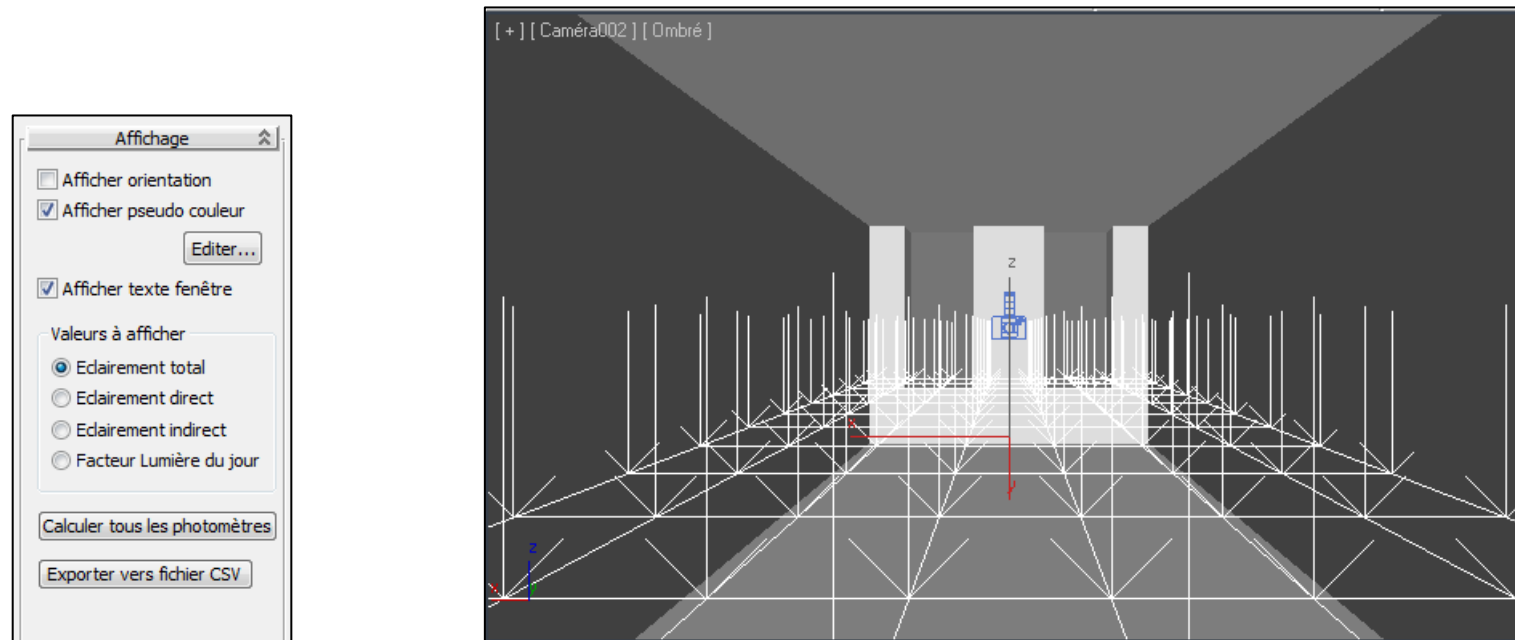 Affichage
Afficher orientation
Afficher pseudo couleur
Editer...
Afficher texte fenêtre
Valeurs à afficher
Eclairement total
Eclairement direct
Eclairement indirect
Facteur Lumière du jour
Calculer tous les photomètres
Exporter vers fichier CSV
[ + ] [ Caméra002 ] [ Ombré ]
z
x
y
z
x
y